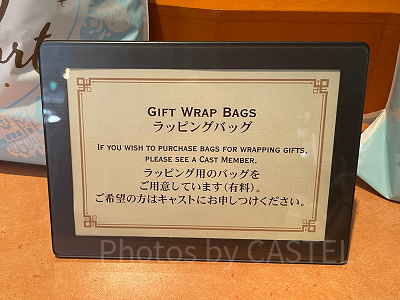 ort
GIFT WRAP BAGS
ラッピングバッグ
IF YOU WISH TO PURCHASE BAGS FOR WRAPPING GIFTS,
PLEASE SEE A CAST MEMBER.
ラッピング用のバッグを
ご用意しています(有料)。
ご希望の方はキャストにお申しつけください。
Photos by CASTEL